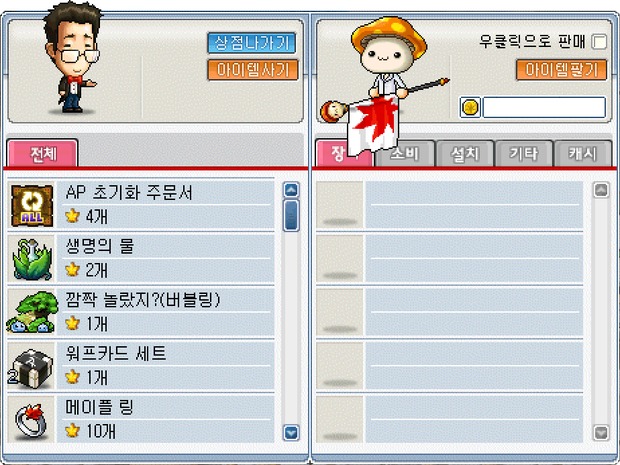 상점나가기
아이템사기
우클릭으로 판매
아이템팔기
전체
장
소비
설치
기타
캐시
AP 초기화 주문서
4개
ALL
생명의 물
2개
깜짝 놀랐지?(버블링)
1개
워프카드 세트
1개
2
메이플 링
10개